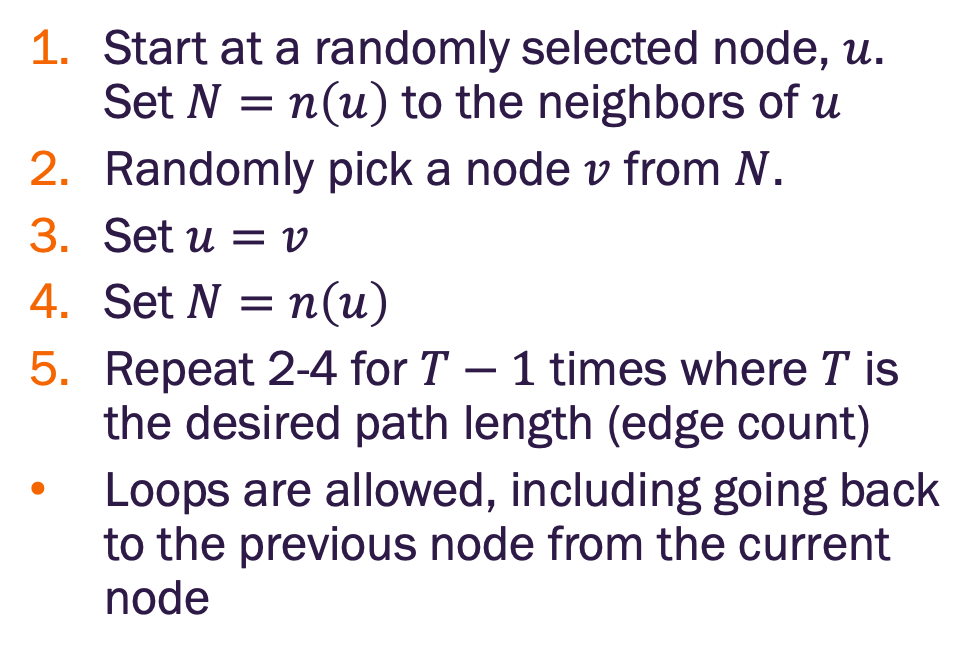 1. Start at a randomly selected node, u.
Set N = n(u) to the neighbors of u
2. Randomly pick a node v from N.
3. Set u = v
4. Set N = n(u)
5. Repeat 2-4 for T − 1 times where T is
the desired path length (edge count)
• Loops are allowed, including going back
to the previous node from the current
node